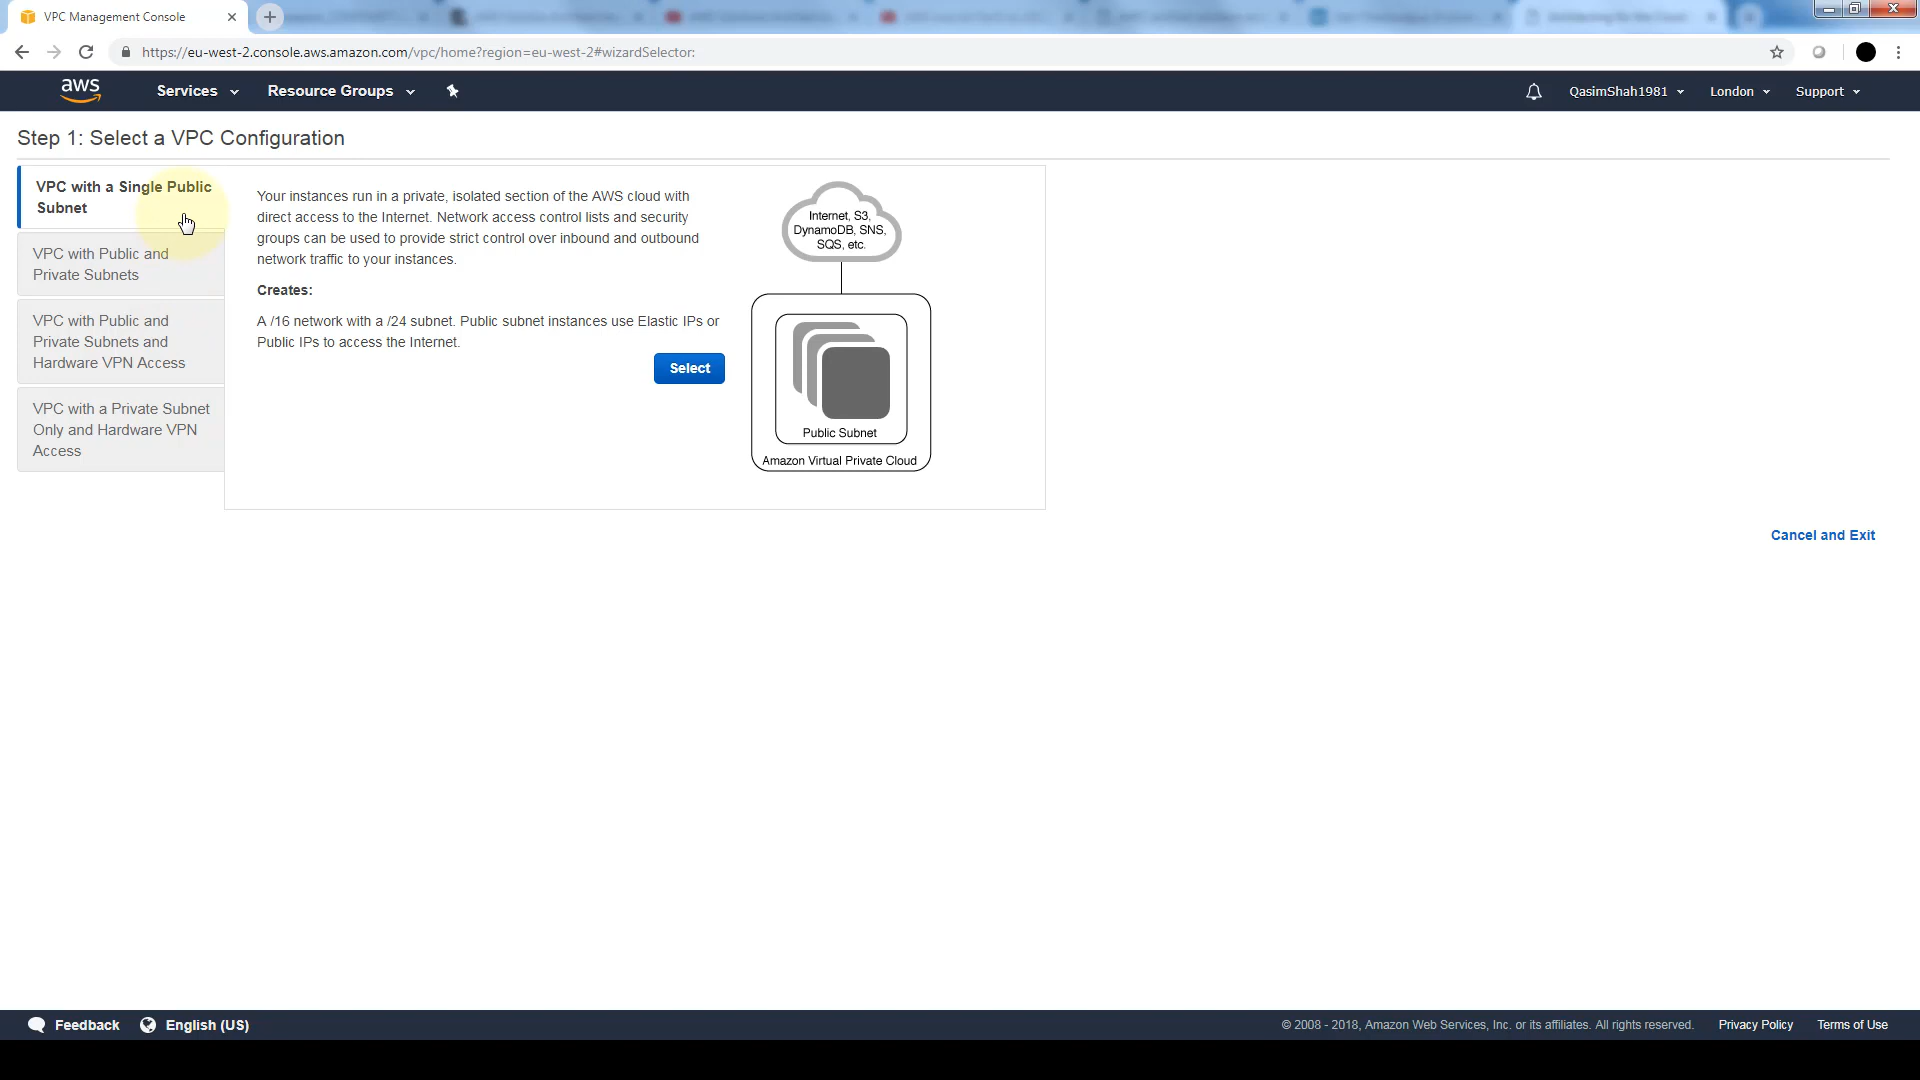 VPC Management Console
https://eu-west-2.console.aws.amazon.com/vpc/home?region=eu-west-2#wizardSelector:
aws
Services
Resource Groups
QasimShah1981
London
Support
Step 1: Select a VPC Configuration
VPC with a Single Public
Subnet
VPC with Public and
Private Subnets
VPC with Public and
Private Subnets and
Hardware VPN Access
VPC with a Private Subnet
Only and Hardware VPN
Access
Your instances run in a private, isolated section of the AWS cloud with
direct access to the Internet. Network access control lists and security
groups can be used to provide strict control over inbound and outbound
network traffic to your instances.
Creates:
A /16 network with a /24 subnet. Public subnet instances use Elastic IPs or
Public IPs to access the Internet.
Select
Internet, S3,
DynamoDB, SNS,
SQS, etc.
Public Subnet
Amazon Virtual Private Cloud
Cancel and Exit
Feedback
English (US)
© 2008 - 2018, Amazon Web Services, Inc. or its affiliates. All rights reserved.
Privacy Policy
Terms of Use